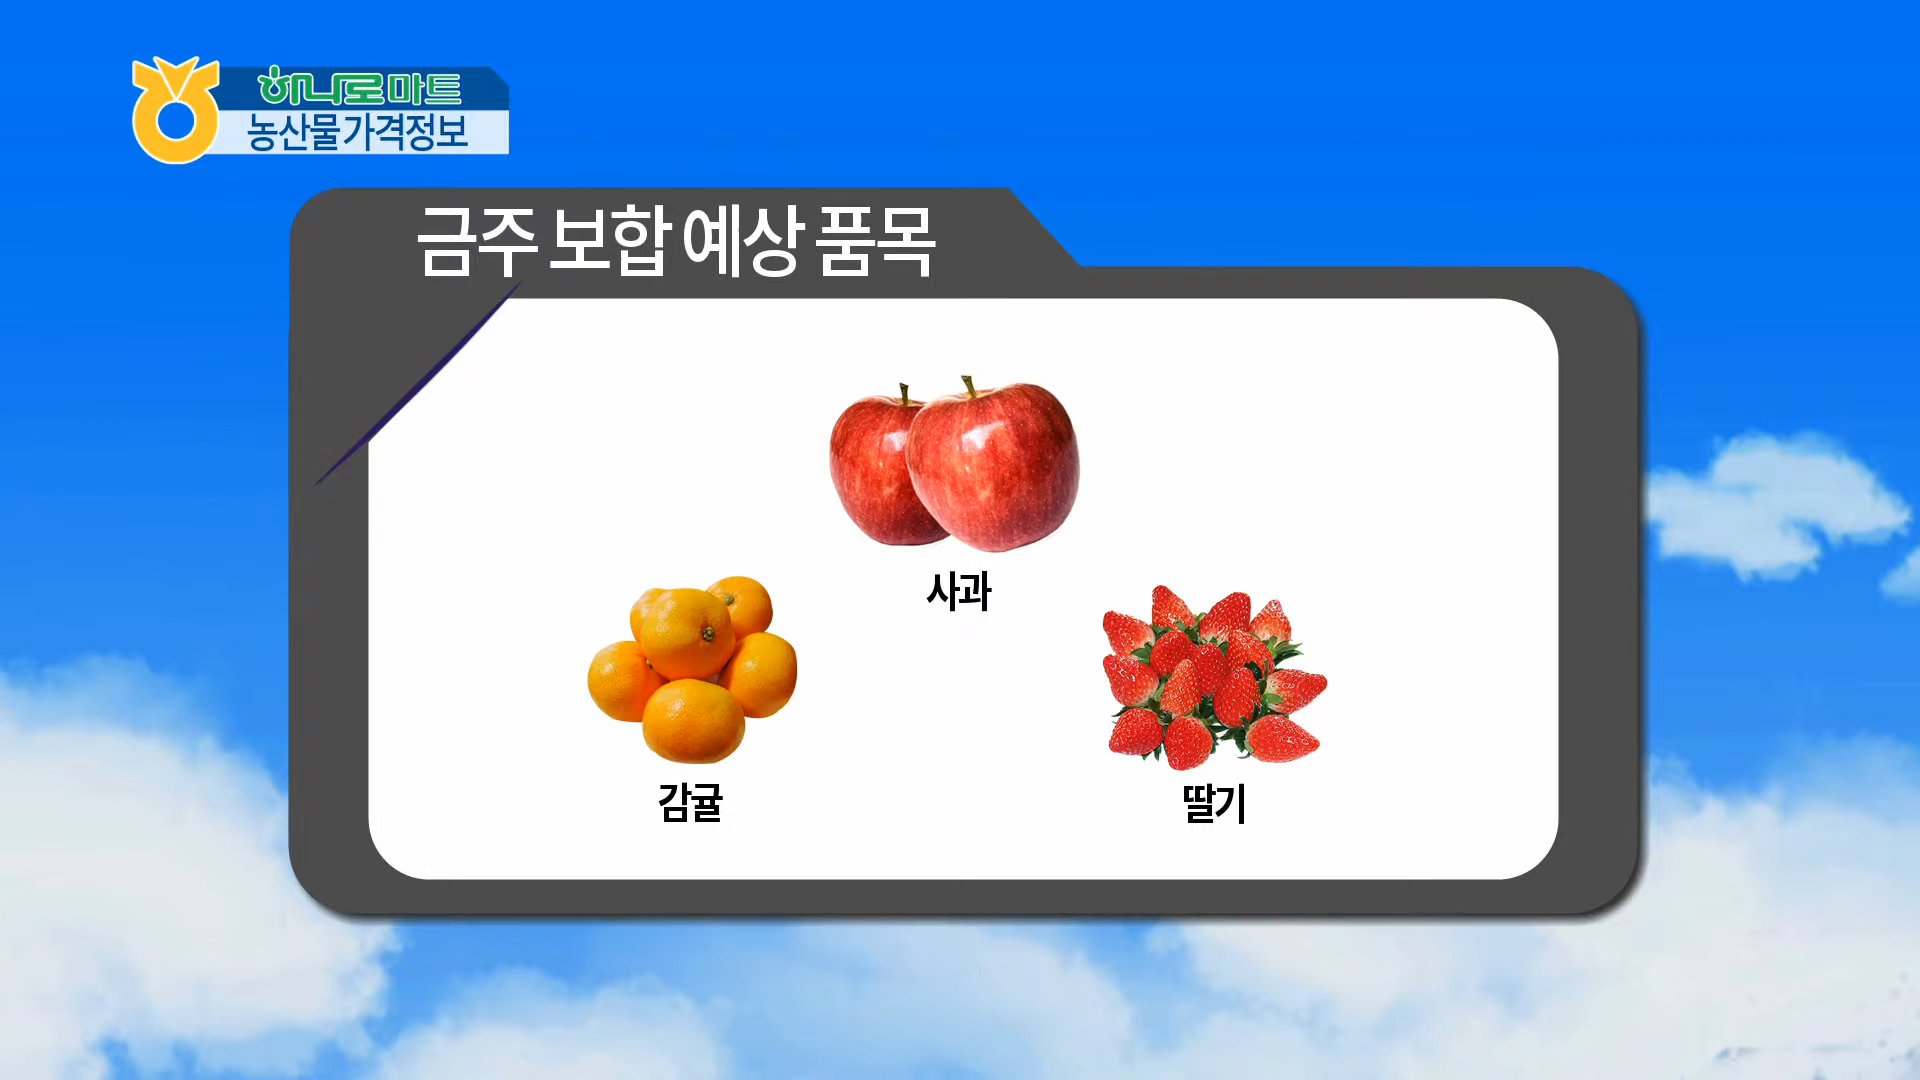 하나로마트
농산물 가격정보
금주 보합 예상 품목
사과
감귤
딸기